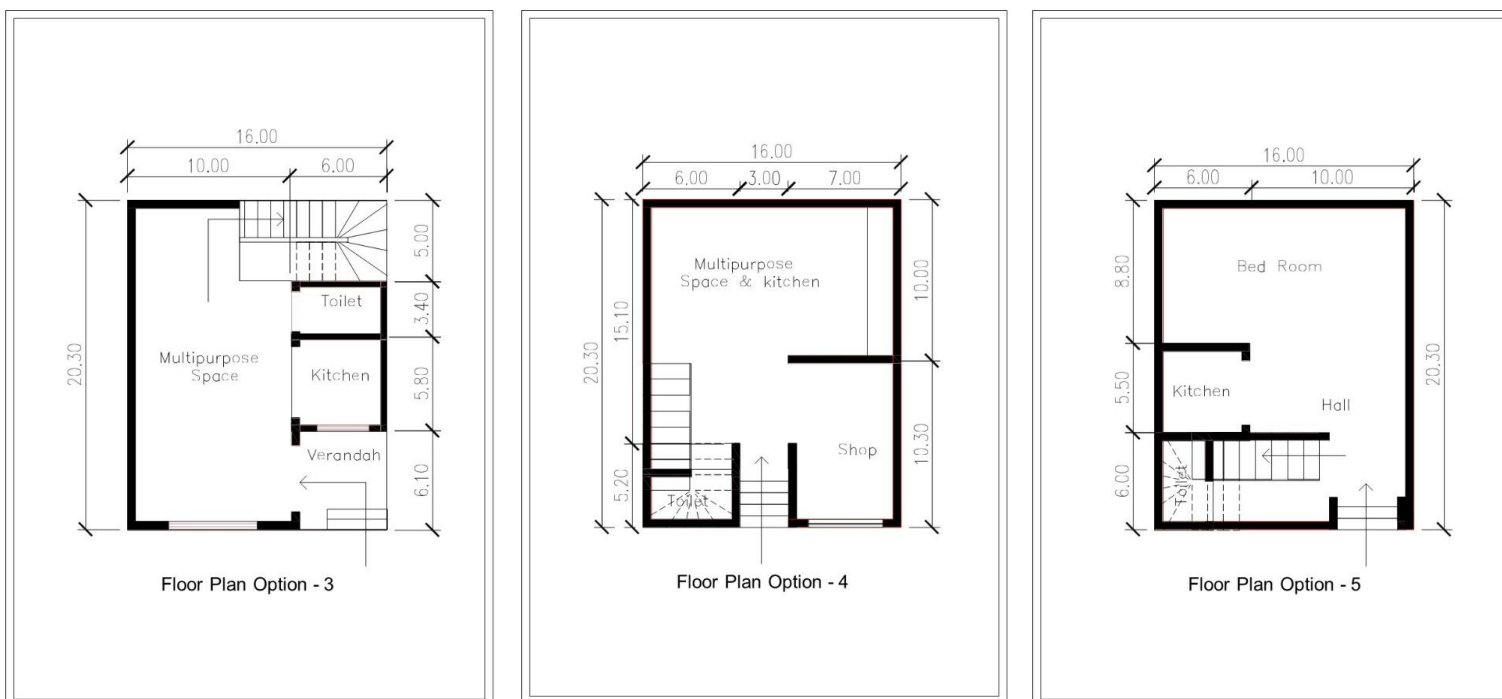 16.00
10.00
6.00
20.30
5.00
3.40
5.80
6.10
Toilet
Multipurpose
Space
Kitchen
Verandah
Floor Plan Option - 3
16.00
6.00
3.00
7.00
20.30
15.10
5.20
10.00
10.30
Multipurpose
Space & kitchen
Shop
Toilet
Floor Plan Option - 4
16.00
6.00
10.00
8.80
5.50
6.00
20.30
Bed Room
Kitchen
Hall
Toilet
Floor Plan Option - 5